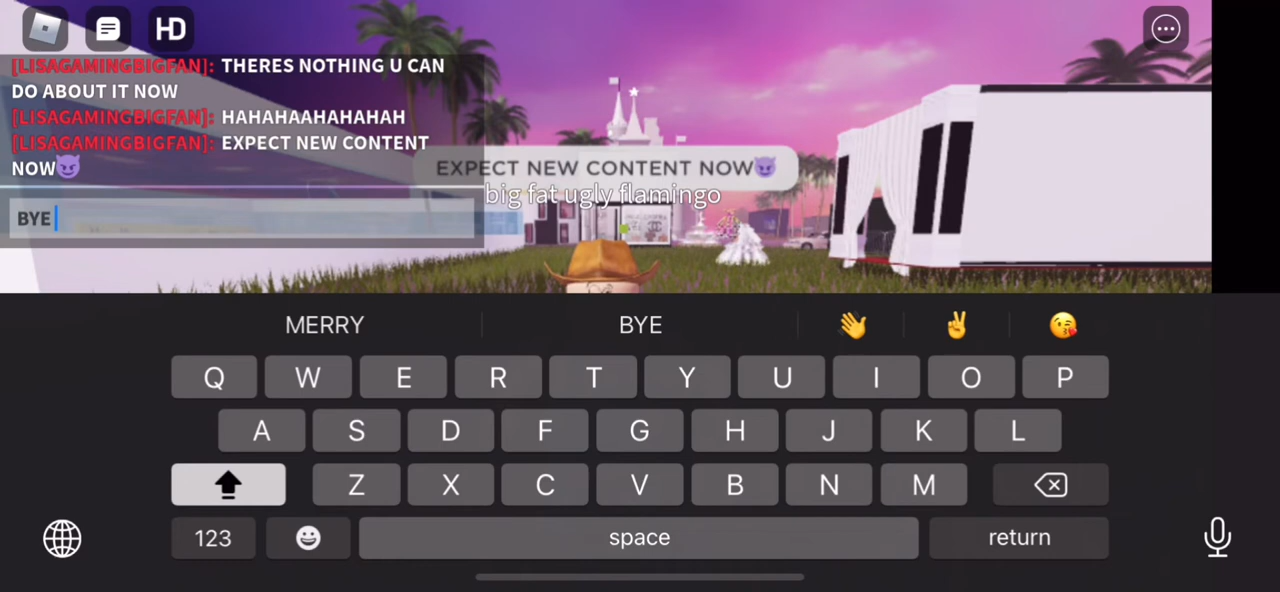 HD
[LISAGAMINGBIGFAN]: THERES NOTHING U CAN
DO ABOUT IT NOW
[LISAGAMINGBIGFAN]: HAHAHAAHAHAHAH
[LISAGAMINGBIGFAN]: EXPECT NEW CONTENT
NOW😈
EXPECT NEW CONTENT NOW😈
big fat ugly flamingo
BYE
MERRY BYE 👋 ✌️ 😘
Q W E R T Y U I O P
A S D F G H J K L
Z X C V B N M
123 space return